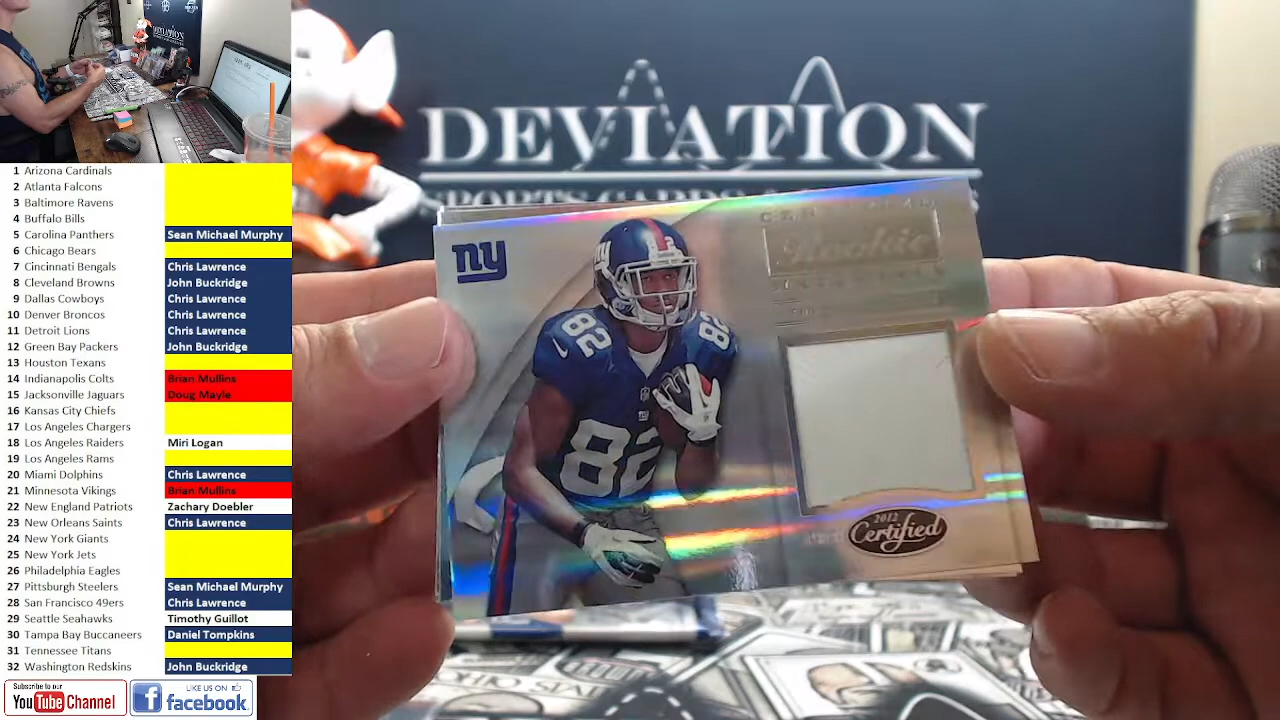 1 Arizona Cardinals
2 Atlanta Falcons
3 Baltimore Ravens
4 Buffalo Bills
5 Carolina Panthers Sean Michael Murphy
6 Chicago Bears
7 Cincinnati Bengals Chris Lawrence
8 Cleveland Browns John Buckridge
9 Dallas Cowboys Chris Lawrence
10 Denver Broncos Chris Lawrence
11 Detroit Lions Chris Lawrence
12 Green Bay Packers John Buckridge
13 Houston Texans
14 Indianapolis Colts Brian Mullins
15 Jacksonville Jaguars Doug Mayle
16 Kansas City Chiefs
17 Los Angeles Chargers
18 Los Angeles Raiders Miri Logan
19 Los Angeles Rams
20 Miami Dolphins Chris Lawrence
21 Minnesota Vikings Brian Mullins
22 New England Patriots Zachary Doebler
23 New Orleans Saints Chris Lawrence
24 New York Giants
25 New York Jets
26 Philadelphia Eagles
27 Pittsburgh Steelers Sean Michael Murphy
28 San Francisco 49ers Chris Lawrence
29 Seattle Seahawks Timothy Guillot
30 Tampa Bay Buccaneers Daniel Tompkins
31 Tennessee Titans
32 Washington Redskins John Buckridge
Subscribe to our
YouTube Channel
LIKE US ON
facebook.
DEVIATION
SPORTS CARDS
ny
Rookie
ny
82
82
82
2012
Certified